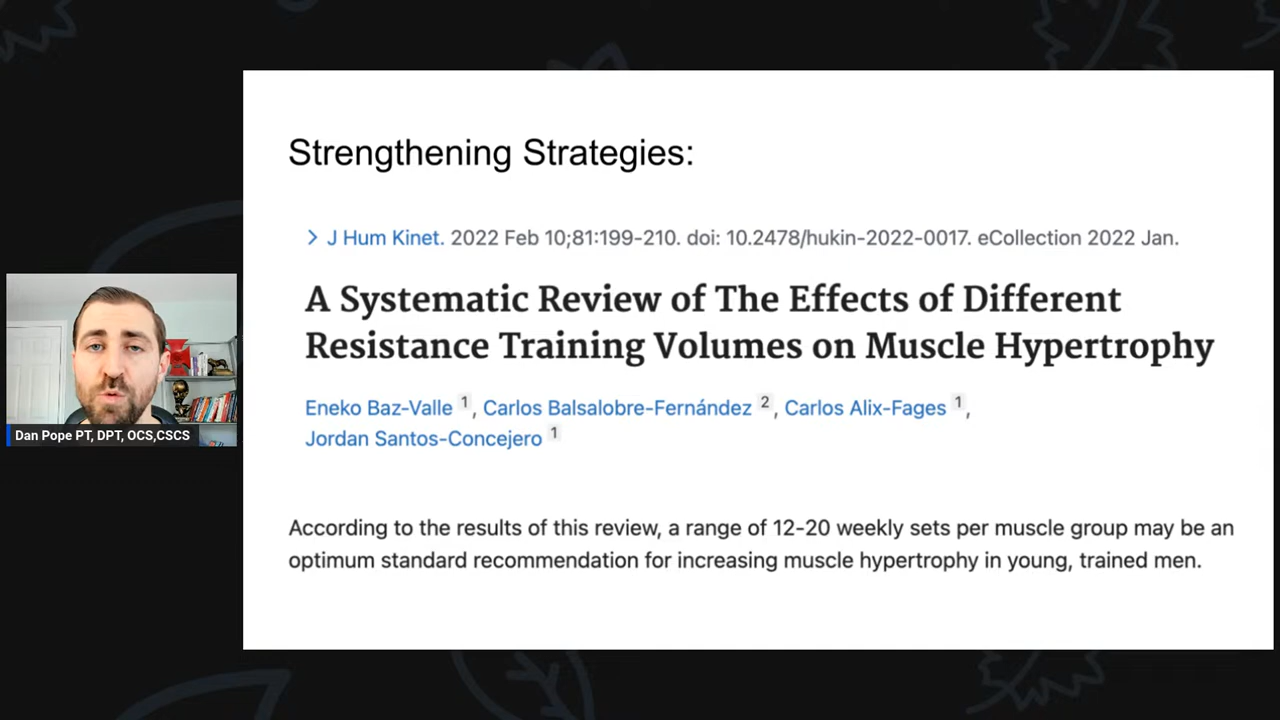 Strengthening Strategies:
> J Hum Kinet. 2022 Feb 10;81:199-210. doi: 10.2478/hukin-2022-0017. eCollection 2022 Jan.
A Systematic Review of The Effects of Different
Resistance Training Volumes on Muscle Hypertrophy
Eneko Baz-Valle 1, Carlos Balsalobre-Fernández 2, Carlos Alix-Fages 1,
Jordan Santos-Concejero 1
Dan Pope PT, DPT, OCS,CSCS
According to the results of this review, a range of 12-20 weekly sets per muscle group may be an
optimum standard recommendation for increasing muscle hypertrophy in young, trained men.